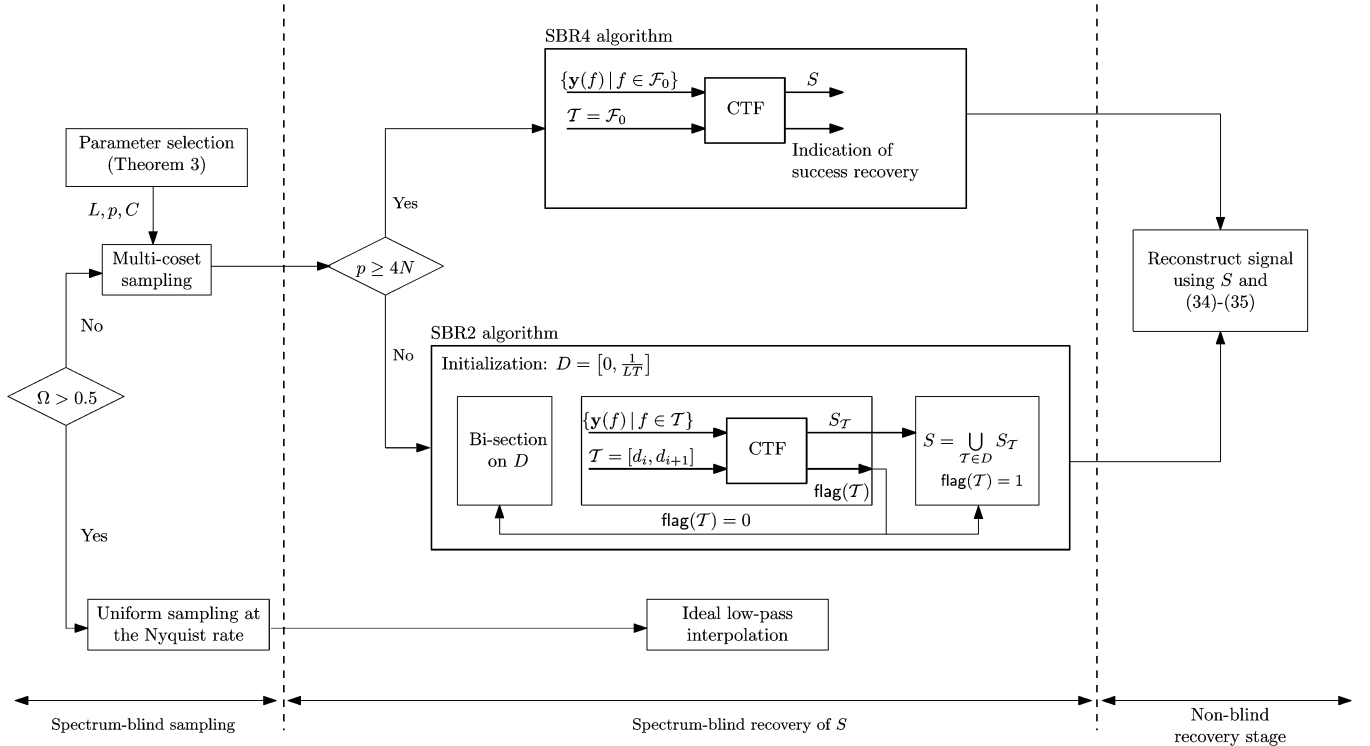 SBR4 algorithm
{y(f) | f ∈ ℱ₀}
𝒯 = ℱ₀
CTF
S
Indication of
success recovery
Parameter selection
(Theorem 3)
L, p, C
Multi-coset
sampling
No
Ω > 0.5
Yes
Uniform sampling at
the Nyquist rate
Yes
p ≥ 4N
No
SBR2 algorithm
Initialization: D = [0, 1/LT]
Bi-section
on D
{y(f) | f ∈ 𝒯}
𝒯 = [dᵢ, dᵢ₊₁]
CTF
S_𝒯
flag(𝒯)
S = ⋃ S_𝒯
𝒯∈D
flag(𝒯) = 1
flag(𝒯) = 0
Ideal low-pass
interpolation
Reconstruct signal
using S and
(34)-(35)
Spectrum-blind sampling
Spectrum-blind recovery of S
Non-blind
recovery stage